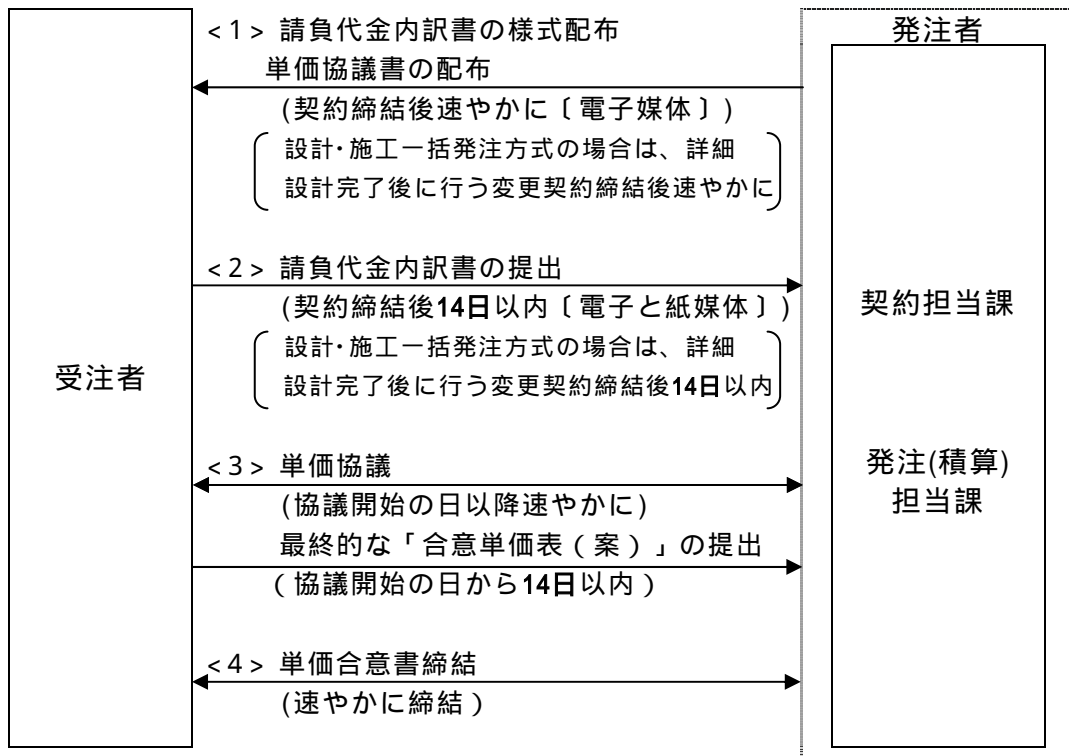 <1> 請負代金内訳書の様式配布
単価協議書の配布
(契約締結後速やかに〔電子媒体〕)
設計・施工一括発注方式の場合は、詳細
設計完了後に行う変更契約締結後速やかに
<2> 請負代金内訳書の提出
(契約締結後14日以内〔電子と紙媒体〕)
設計・施工一括発注方式の場合は、詳細
設計完了後に行う変更契約締結後14日以内
<3> 単価協議
(協議開始の日以降速やかに)
最終的な「合意単価表(案)」の提出
(協議開始の日から14日以内)
<4> 単価合意書締結
(速やかに締結)
受注者
発注者
契約担当課
発注(積算)
担当課